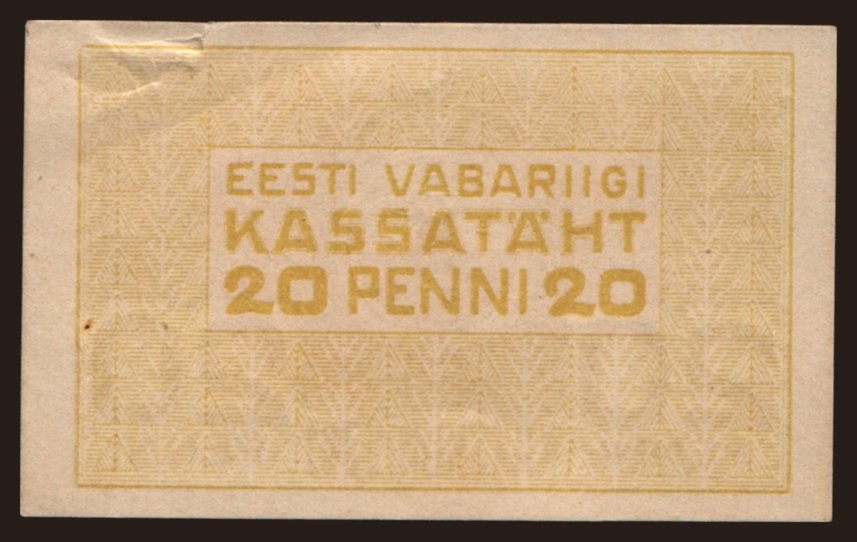 EESTI VABARIIGI
KASSATÄHT
20 PENNI 20